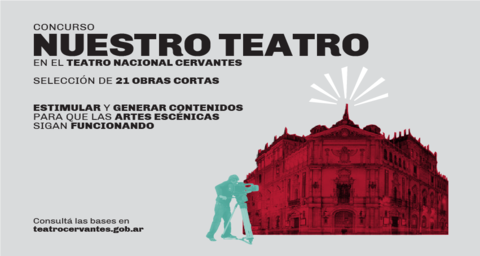 CONCURSO
NUESTRO TEATRO
EN EL TEATRO NACIONAL CERVANTES
SELECCIÓN DE 21 OBRAS CORTAS
ESTIMULAR Y GENERAR CONTENIDOS
PARA QUE LAS ARTES ESCÉNICAS
SIGAN FUNCIONANDO
Consultá las bases en
teatrocervantes.gob.ar